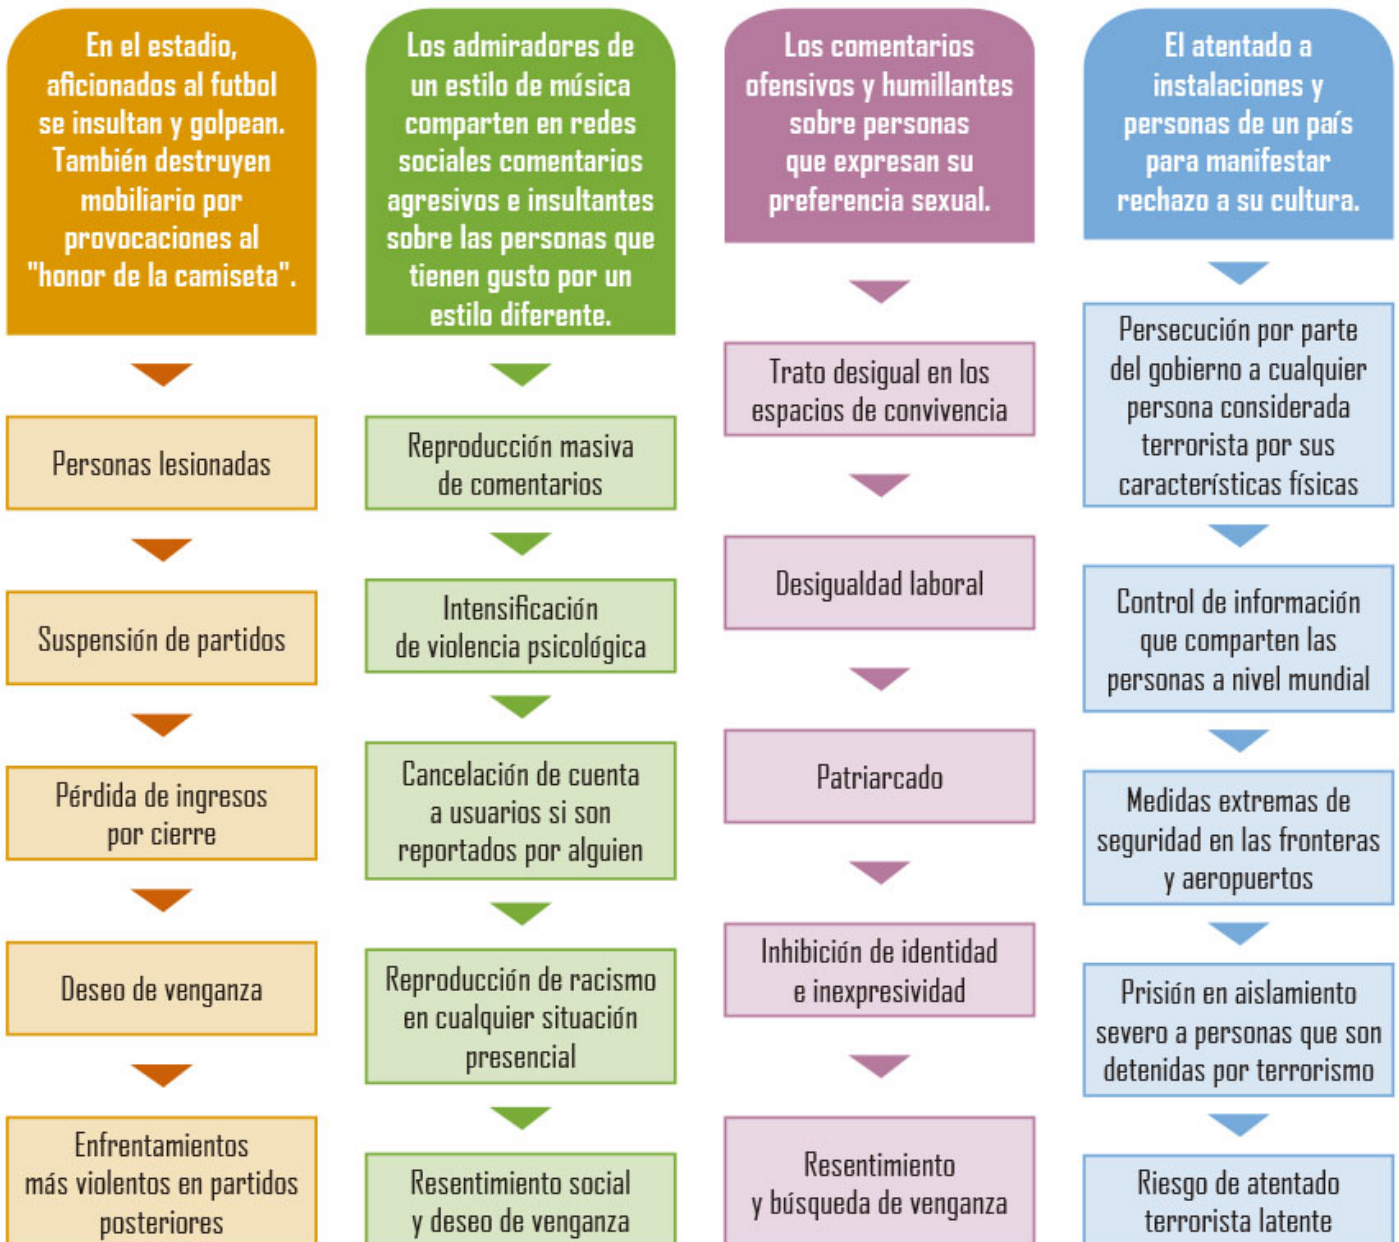 En el estadio,
aficionados al futbol
se insultan y golpean.
También destruyen
mobiliario por
provocaciones al
"honor de la camiseta".
Personas lesionadas
Suspensión de partidos
Pérdida de ingresos
por cierre
Deseo de venganza
Enfrentamientos
más violentos en partidos
posteriores
Los admiradores de
un estilo de música
comparten en redes
sociales comentarios
agresivos e insultantes
sobre las personas que
tienen gusto por un
estilo diferente.
Reproducción masiva
de comentarios
Intensificación
de violencia psicológica
Cancelación de cuenta
a usuarios si son
reportados por alguien
Reproducción de racismo
en cualquier situación
presencial
Resentimiento social
y deseo de venganza
Los comentarios
ofensivos y humillantes
sobre personas
que expresan su
preferencia sexual.
Trato desigual en los
espacios de convivencia
Desigualdad laboral
Patriarcado
Inhibición de identidad
e inexpresividad
Resentimiento
y búsqueda de venganza
El atentado a
instalaciones y
personas de un país
para manifestar
rechazo a su cultura.
Persecución por parte
del gobierno a cualquier
persona considerada
terrorista por sus
características físicas
Control de información
que comparten las
personas a nivel mundial
Medidas extremas de
seguridad en las fronteras
y aeropuertos
Prisión en aislamiento
severo a personas que son
detenidas por terrorismo
Riesgo de atentado
terrorista latente